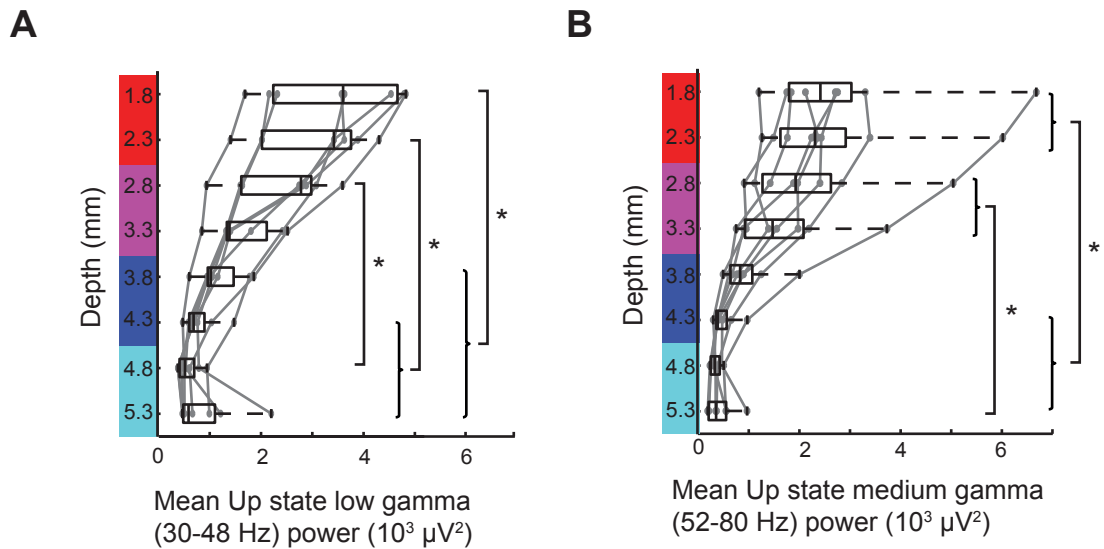 A
Depth (mm)
1.8
2.3
2.8
3.3
3.8
4.3
4.8
5.3
*
*
*
0 2 4 6
Mean Up state low gamma
(30-48 Hz) power (10³ µV²)
B
Depth (mm)
1.8
2.3
2.8
3.3
3.8
4.3
4.8
5.3
*
*
0 2 4 6
Mean Up state medium gamma
(52-80 Hz) power (10³ µV²)